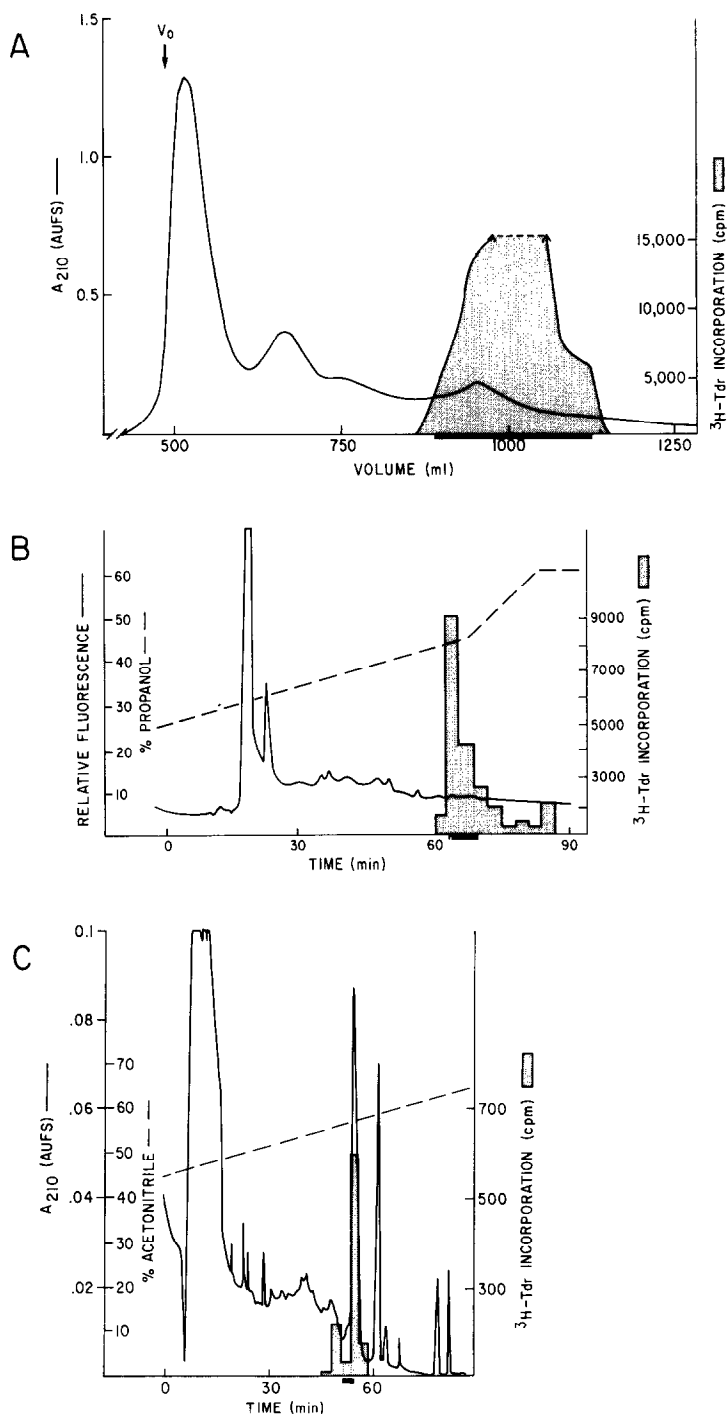 A
V₀
1.5
1.0
0.5
A₂₁₀ (AUFS)
15,000
10,000
5,000
³H-Tdr INCORPORATION (cpm)
500
750
1000
1250
VOLUME (ml)
B
RELATIVE FLUORESCENCE
60
50
40
30
20
10
% PROPANOL
9000
7000
5000
3000
³H-Tdr INCORPORATION (cpm)
0
30
60
90
TIME (min)
C
A₂₁₀ (AUFS)
0.1
.08
.06
.04
.02
% ACETONITRILE
70
60
50
40
30
20
10
700
500
300
³H-Tdr INCORPORATION (cpm)
0
30
60
TIME (min)